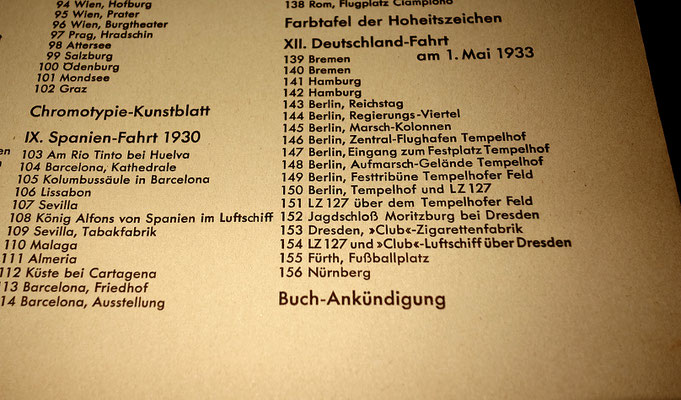 94 Wien, Hofburg
95 Wien, Prater
96 Wien, Burgtheater
97 Prag, Hradschin
98 Attersee
99 Salzburg
100 Ödenburg
101 Mondsee
102 Graz
Chromotypie-Kunstblatt
IX. Spanien-Fahrt 1930
103 Am Rio Tinto bei Huelva
104 Barcelona, Kathedrale
105 Kolumbussäule in Barcelona
106 Lissabon
107 Sevilla
108 König Alfons von Spanien im Luftschiff
109 Sevilla, Tabakfabrik
110 Malaga
111 Almeria
112 Küste bei Cartagena
113 Barcelona, Friedhof
14 Barcelona, Ausstellung
138 Rom, Flugplatz Ciampiono
Farbtafel der Hoheitszeichen
XII. Deutschland-Fahrt
am 1. Mai 1933
139 Bremen
140 Bremen
141 Hamburg
142 Hamburg
143 Berlin, Reichstag
144 Berlin, Regierungs-Viertel
145 Berlin, Marsch-Kolonnen
146 Berlin, Zentral-Flughafen Tempelhof
147 Berlin, Eingang zum Festplatz Tempelhof
148 Berlin, Aufmarsch-Gelände Tempelhof
149 Berlin, Festtribüne Tempelhofer Feld
150 Berlin, Tempelhof und LZ 127
151 LZ 127 über dem Tempelhofer Feld
152 Jagdschloß Moritzburg bei Dresden
153 Dresden, »Club«-Zigarettenfabrik
154 LZ 127 und »Club«-Luftschiff über Dresden
155 Fürth, Fußballplatz
156 Nürnberg
Buch-Ankündigung